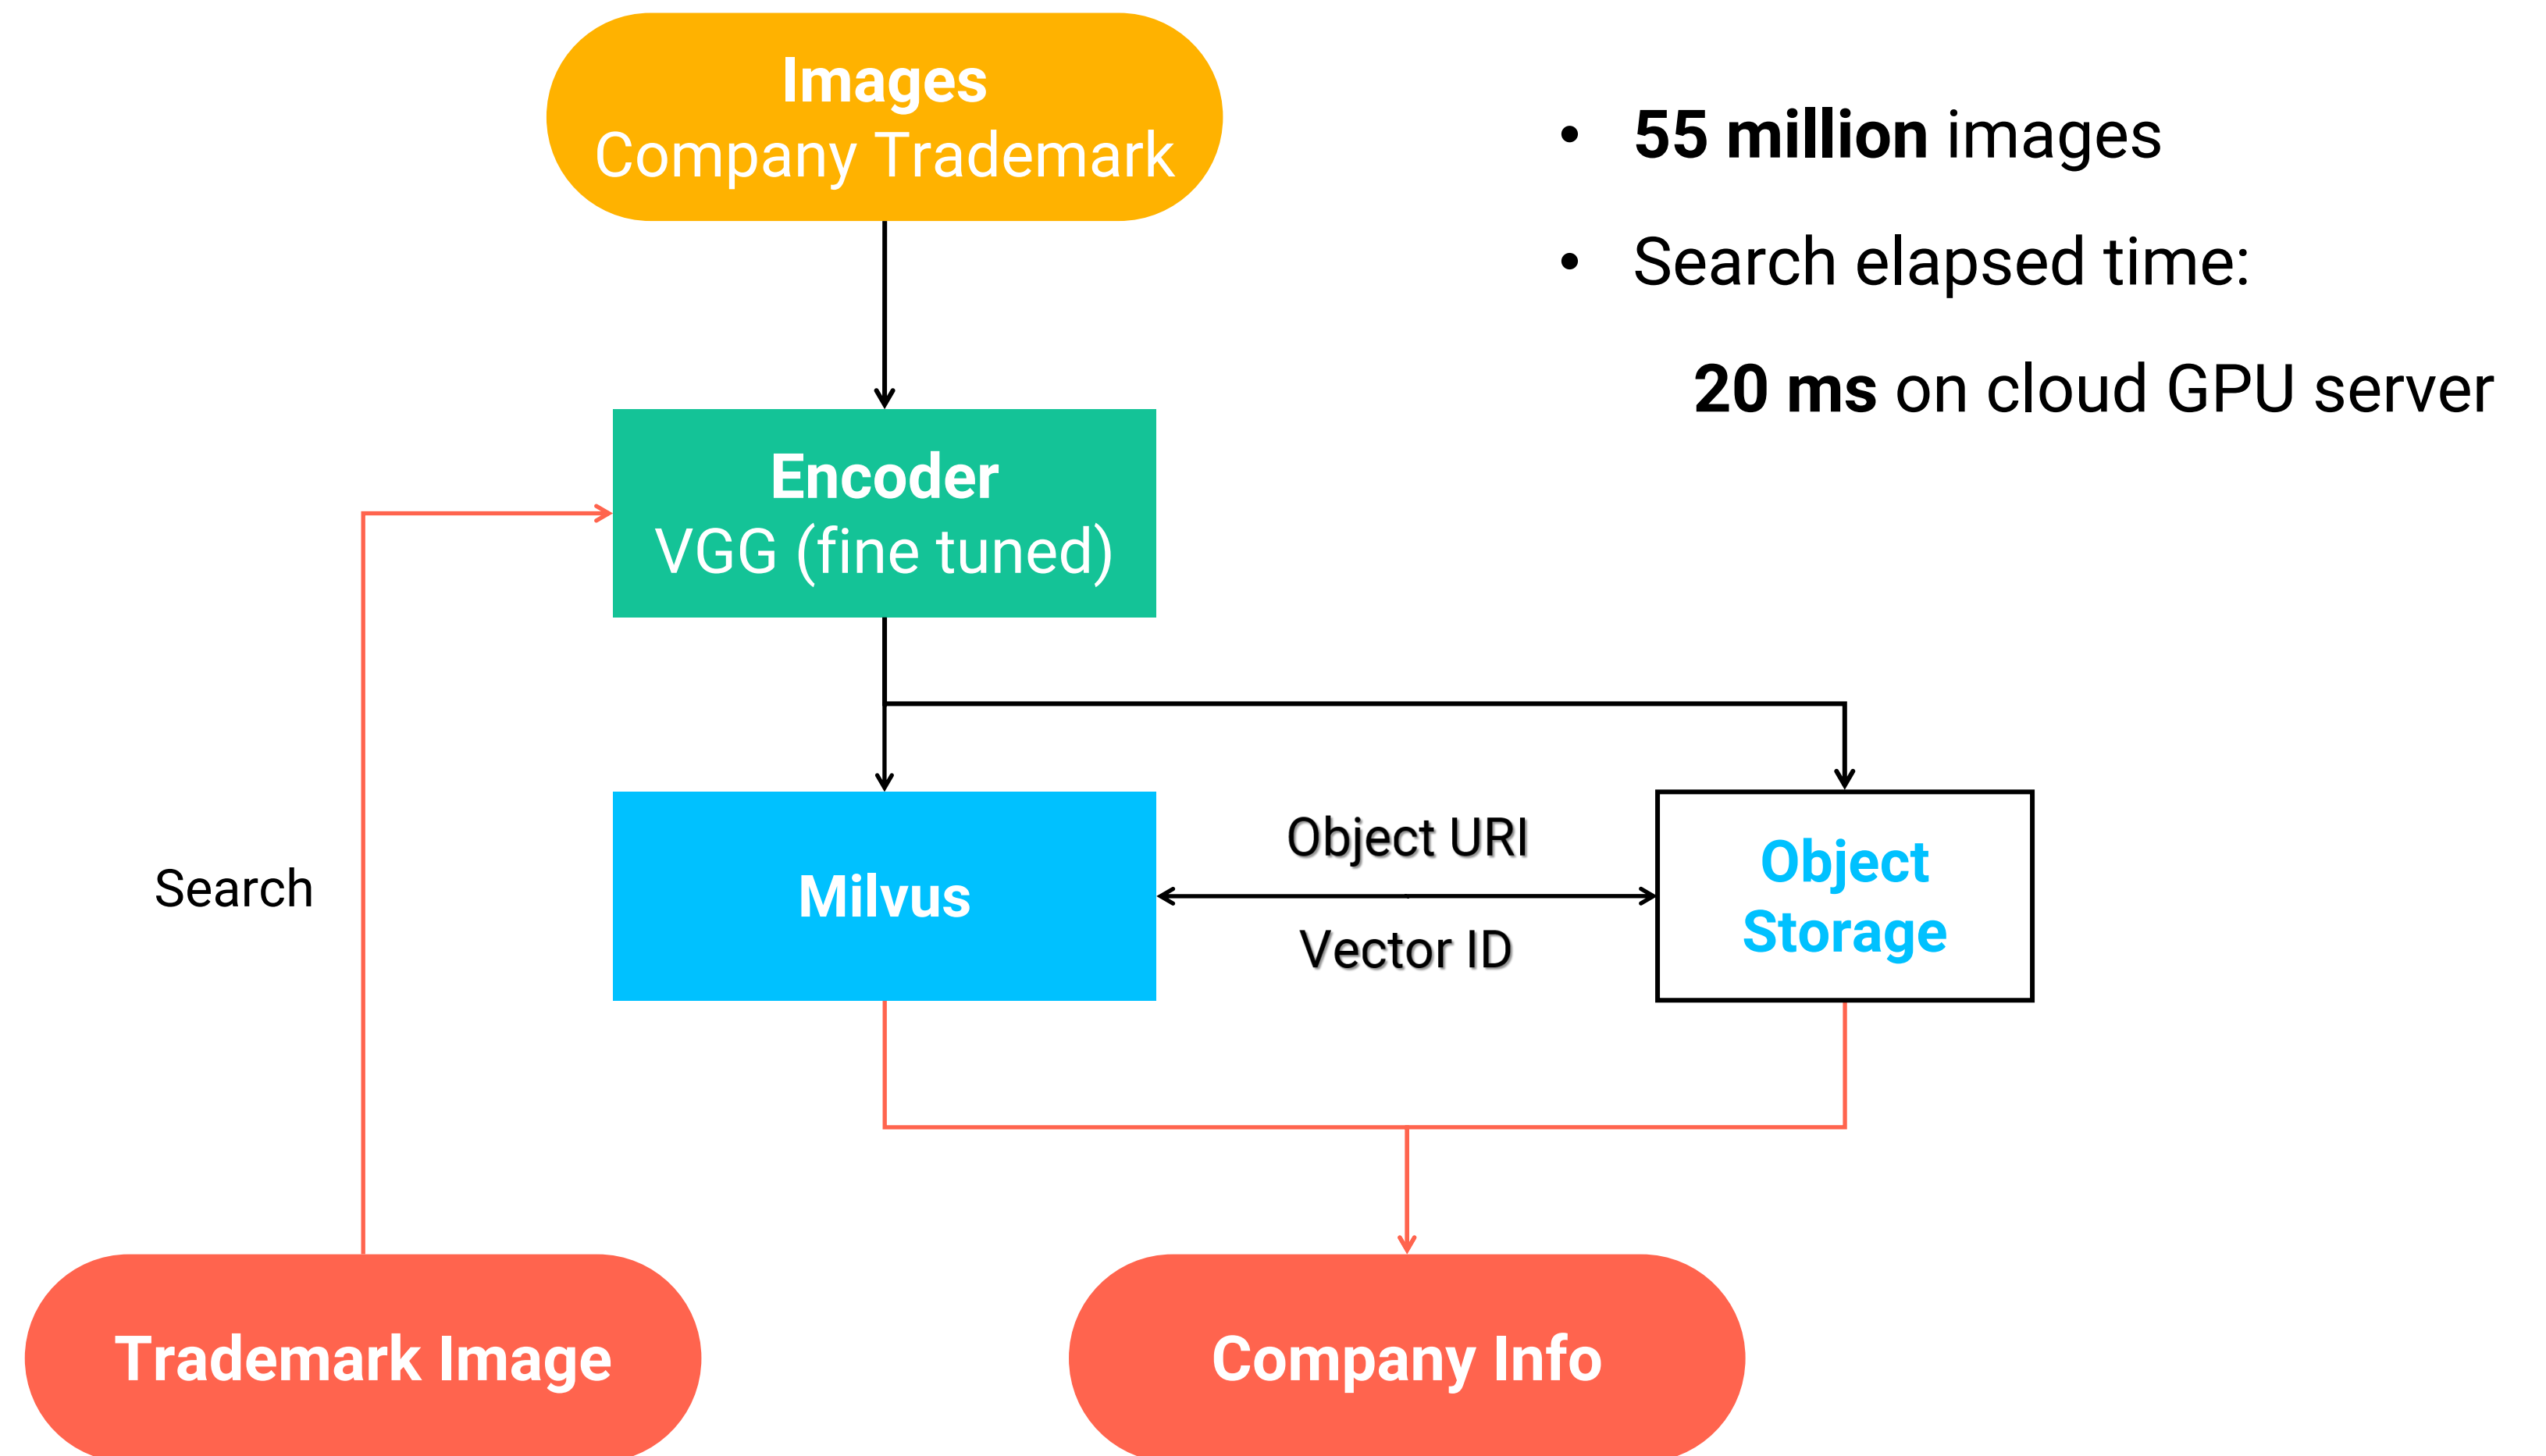 Images
Company Trademark
• 55 million images
• Search elapsed time:
20 ms on cloud GPU server
Encoder
VGG (fine tuned)
Search
Milvus
Object URI
Vector ID
Object
Storage
Trademark Image
Company Info